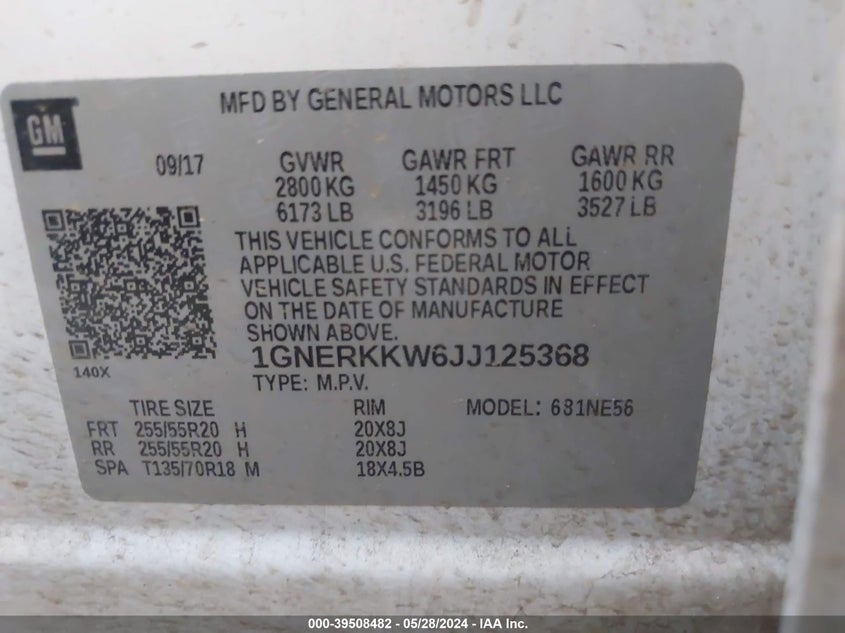 MFD BY GENERAL MOTORS LLC
GM
09/17 GVWR GAWR FRT GAWR RR
2800 KG 1450 KG 1600 KG
6173 LB 3196 LB 3527 LB
THIS VEHICLE CONFORMS TO ALL
APPLICABLE U.S. FEDERAL MOTOR
VEHICLE SAFETY STANDARDS IN EFFECT
ON THE DATE OF MANUFACTURE
SHOWN ABOVE.
1GNERKKW6JJ125368
140X
TYPE: M.P.V.
TIRE SIZE RIM MODEL: 631NE56
FRT 255/55R20 H 20X8J
RR 255/55R20 H 20X8J
SPA T135/70R18 M 18X4.5B
000-39508482 - 05/28/2024 - IAA, Inc.